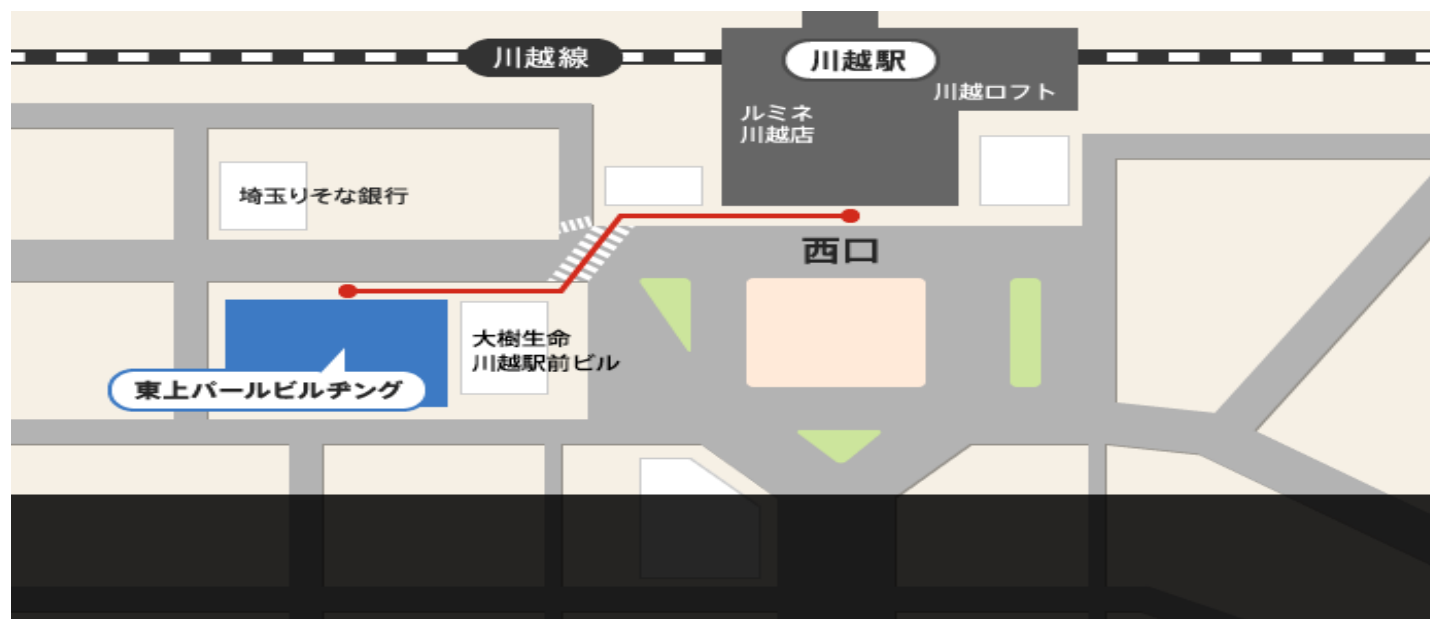 川越線
川越駅
川越ロフト
ルミネ
川越店
埼玉りそな銀行
西口
大樹生命
川越駅前ビル
東上パールビルヂング